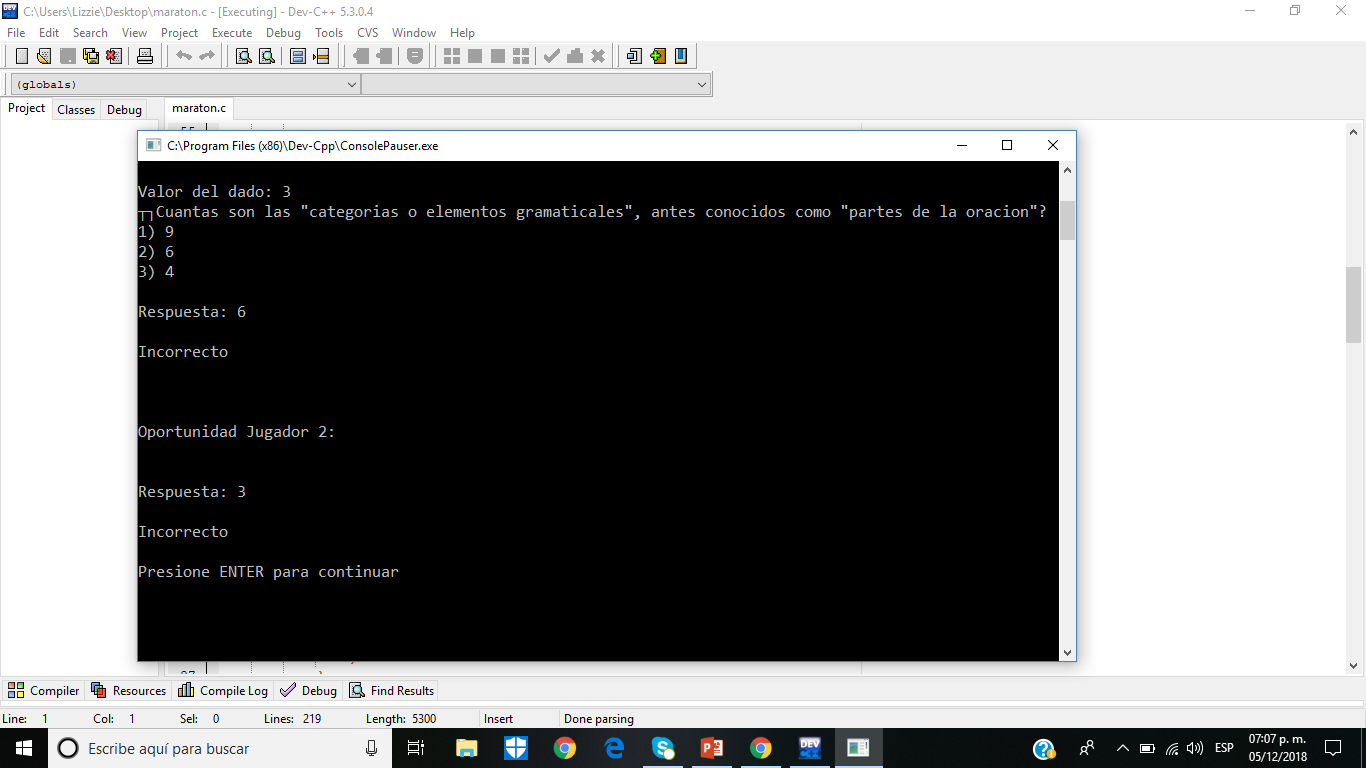 C:\Users\Lizzie\Desktop\maraton.c - [Executing] - Dev-C++ 5.3.0.4
File Edit Search View Project Execute Debug Tools CVS Window Help
(globals)
Project Classes Debug maraton.c
C:\Program Files (x86)\Dev-Cpp\ConsolePauser.exe
Valor del dado: 3
┬┐Cuantas son las "categorias o elementos gramaticales", antes conocidos como "partes de la oracion"?
1) 9
2) 6
3) 4
Respuesta: 6
Incorrecto
Oportunidad Jugador 2:
Respuesta: 3
Incorrecto
Presione ENTER para continuar
Compiler Resources Compile Log Debug Find Results
Line: 1 Col: 1 Sel: 0 Lines: 219 Length: 5300 Insert Done parsing
Escribe aquí para buscar
DEV
ESP
07:07 p. m.
05/12/2018